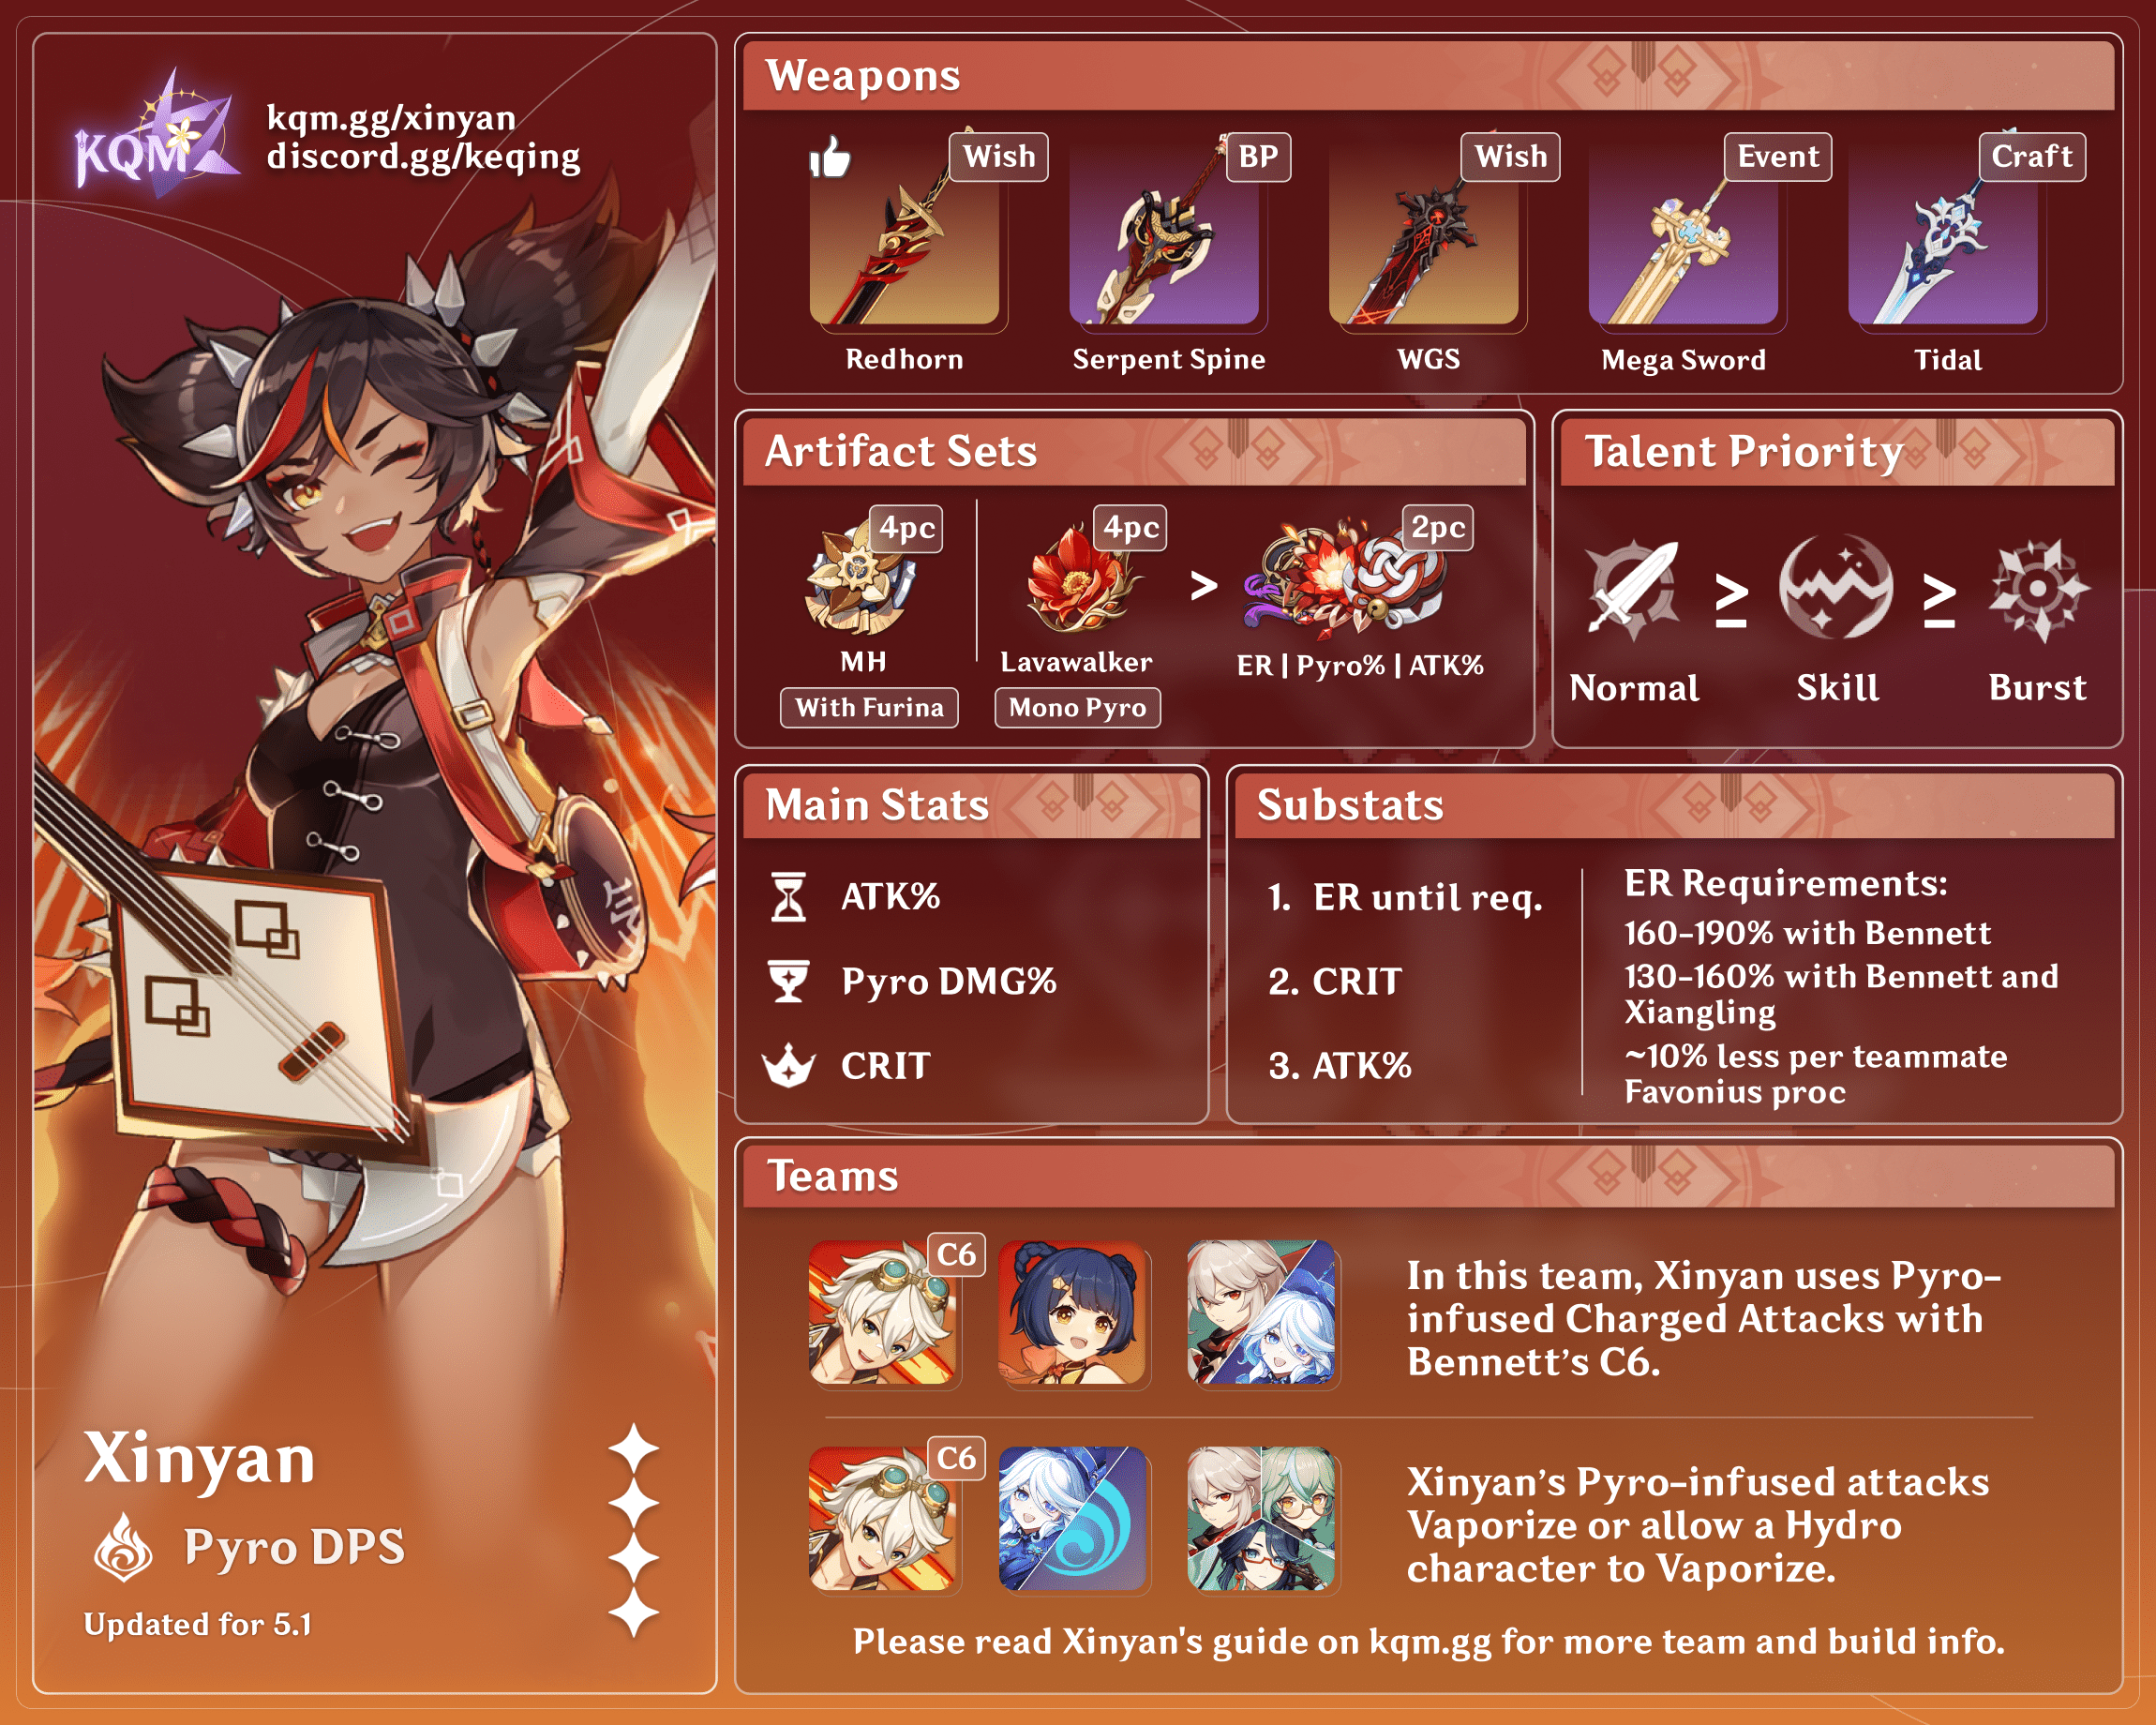 KQM
kqm.gg/xinyan
discord.gg/keqing
Xinyan
Pyro DPS
Updated for 5.1
Weapons
Wish
BP
Wish
Event
Craft
Redhorn
Serpent Spine
WGS
Mega Sword
Tidal
Artifact Sets
4pc
4pc
>
2pc
MH
Lavawalker
ER | Pyro% | ATK%
With Furina
Mono Pyro
Talent Priority
≥
≥
Normal
Skill
Burst
Main Stats
ATK%
Pyro DMG%
CRIT
Substats
1. ER until req.
2. CRIT
3. ATK%
ER Requirements:
160-190% with Bennett
130-160% with Bennett and
Xiangling
~10% less per teammate
Favonius proc
Teams
C6
In this team, Xinyan uses Pyro-
infused Charged Attacks with
Bennett's C6.
C6
Xinyan's Pyro-infused attacks
Vaporize or allow a Hydro
character to Vaporize.
Please read Xinyan's guide on kqm.gg for more team and build info.